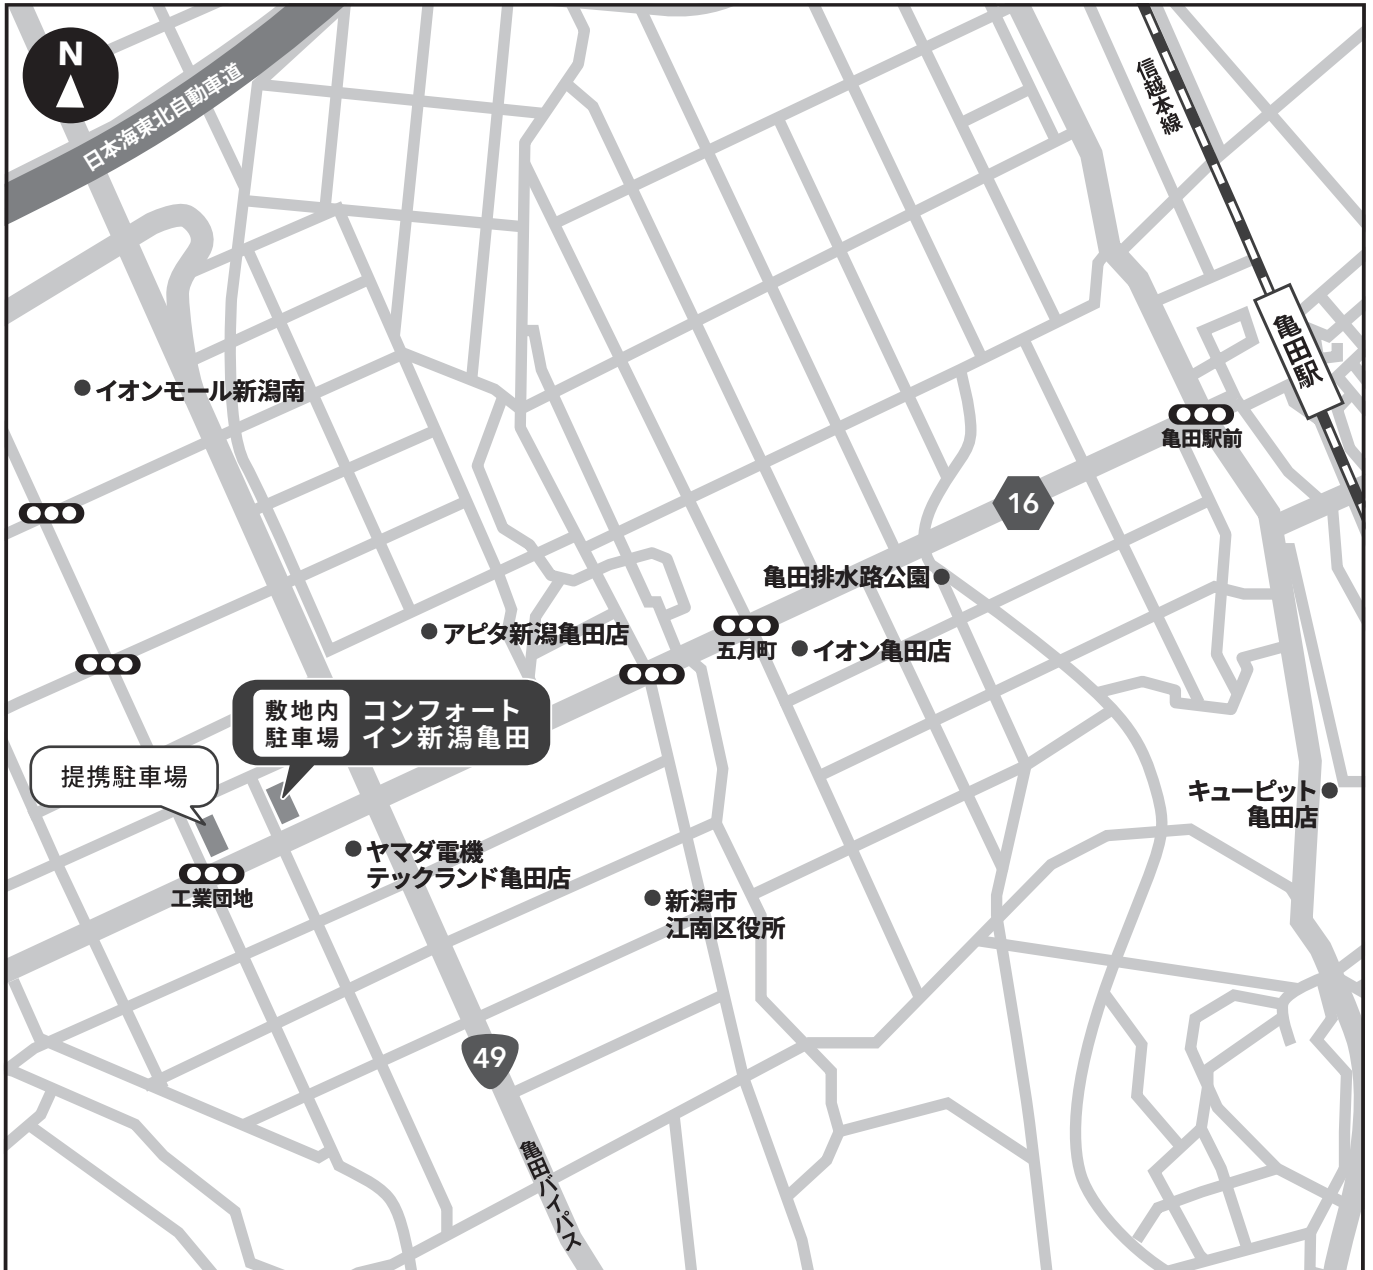 N
日本海東北自動車道
信越本線
亀田駅
イオンモール新潟南
亀田駅前
16
亀田排水路公園
アピタ新潟亀田店
五月町
イオン亀田店
敷地内
駐車場
コンフォート
イン新潟亀田
提携駐車場
キューピット
亀田店
ヤマダ電機
テックランド亀田店
工業団地
新潟市
江南区役所
49
亀田バイパス